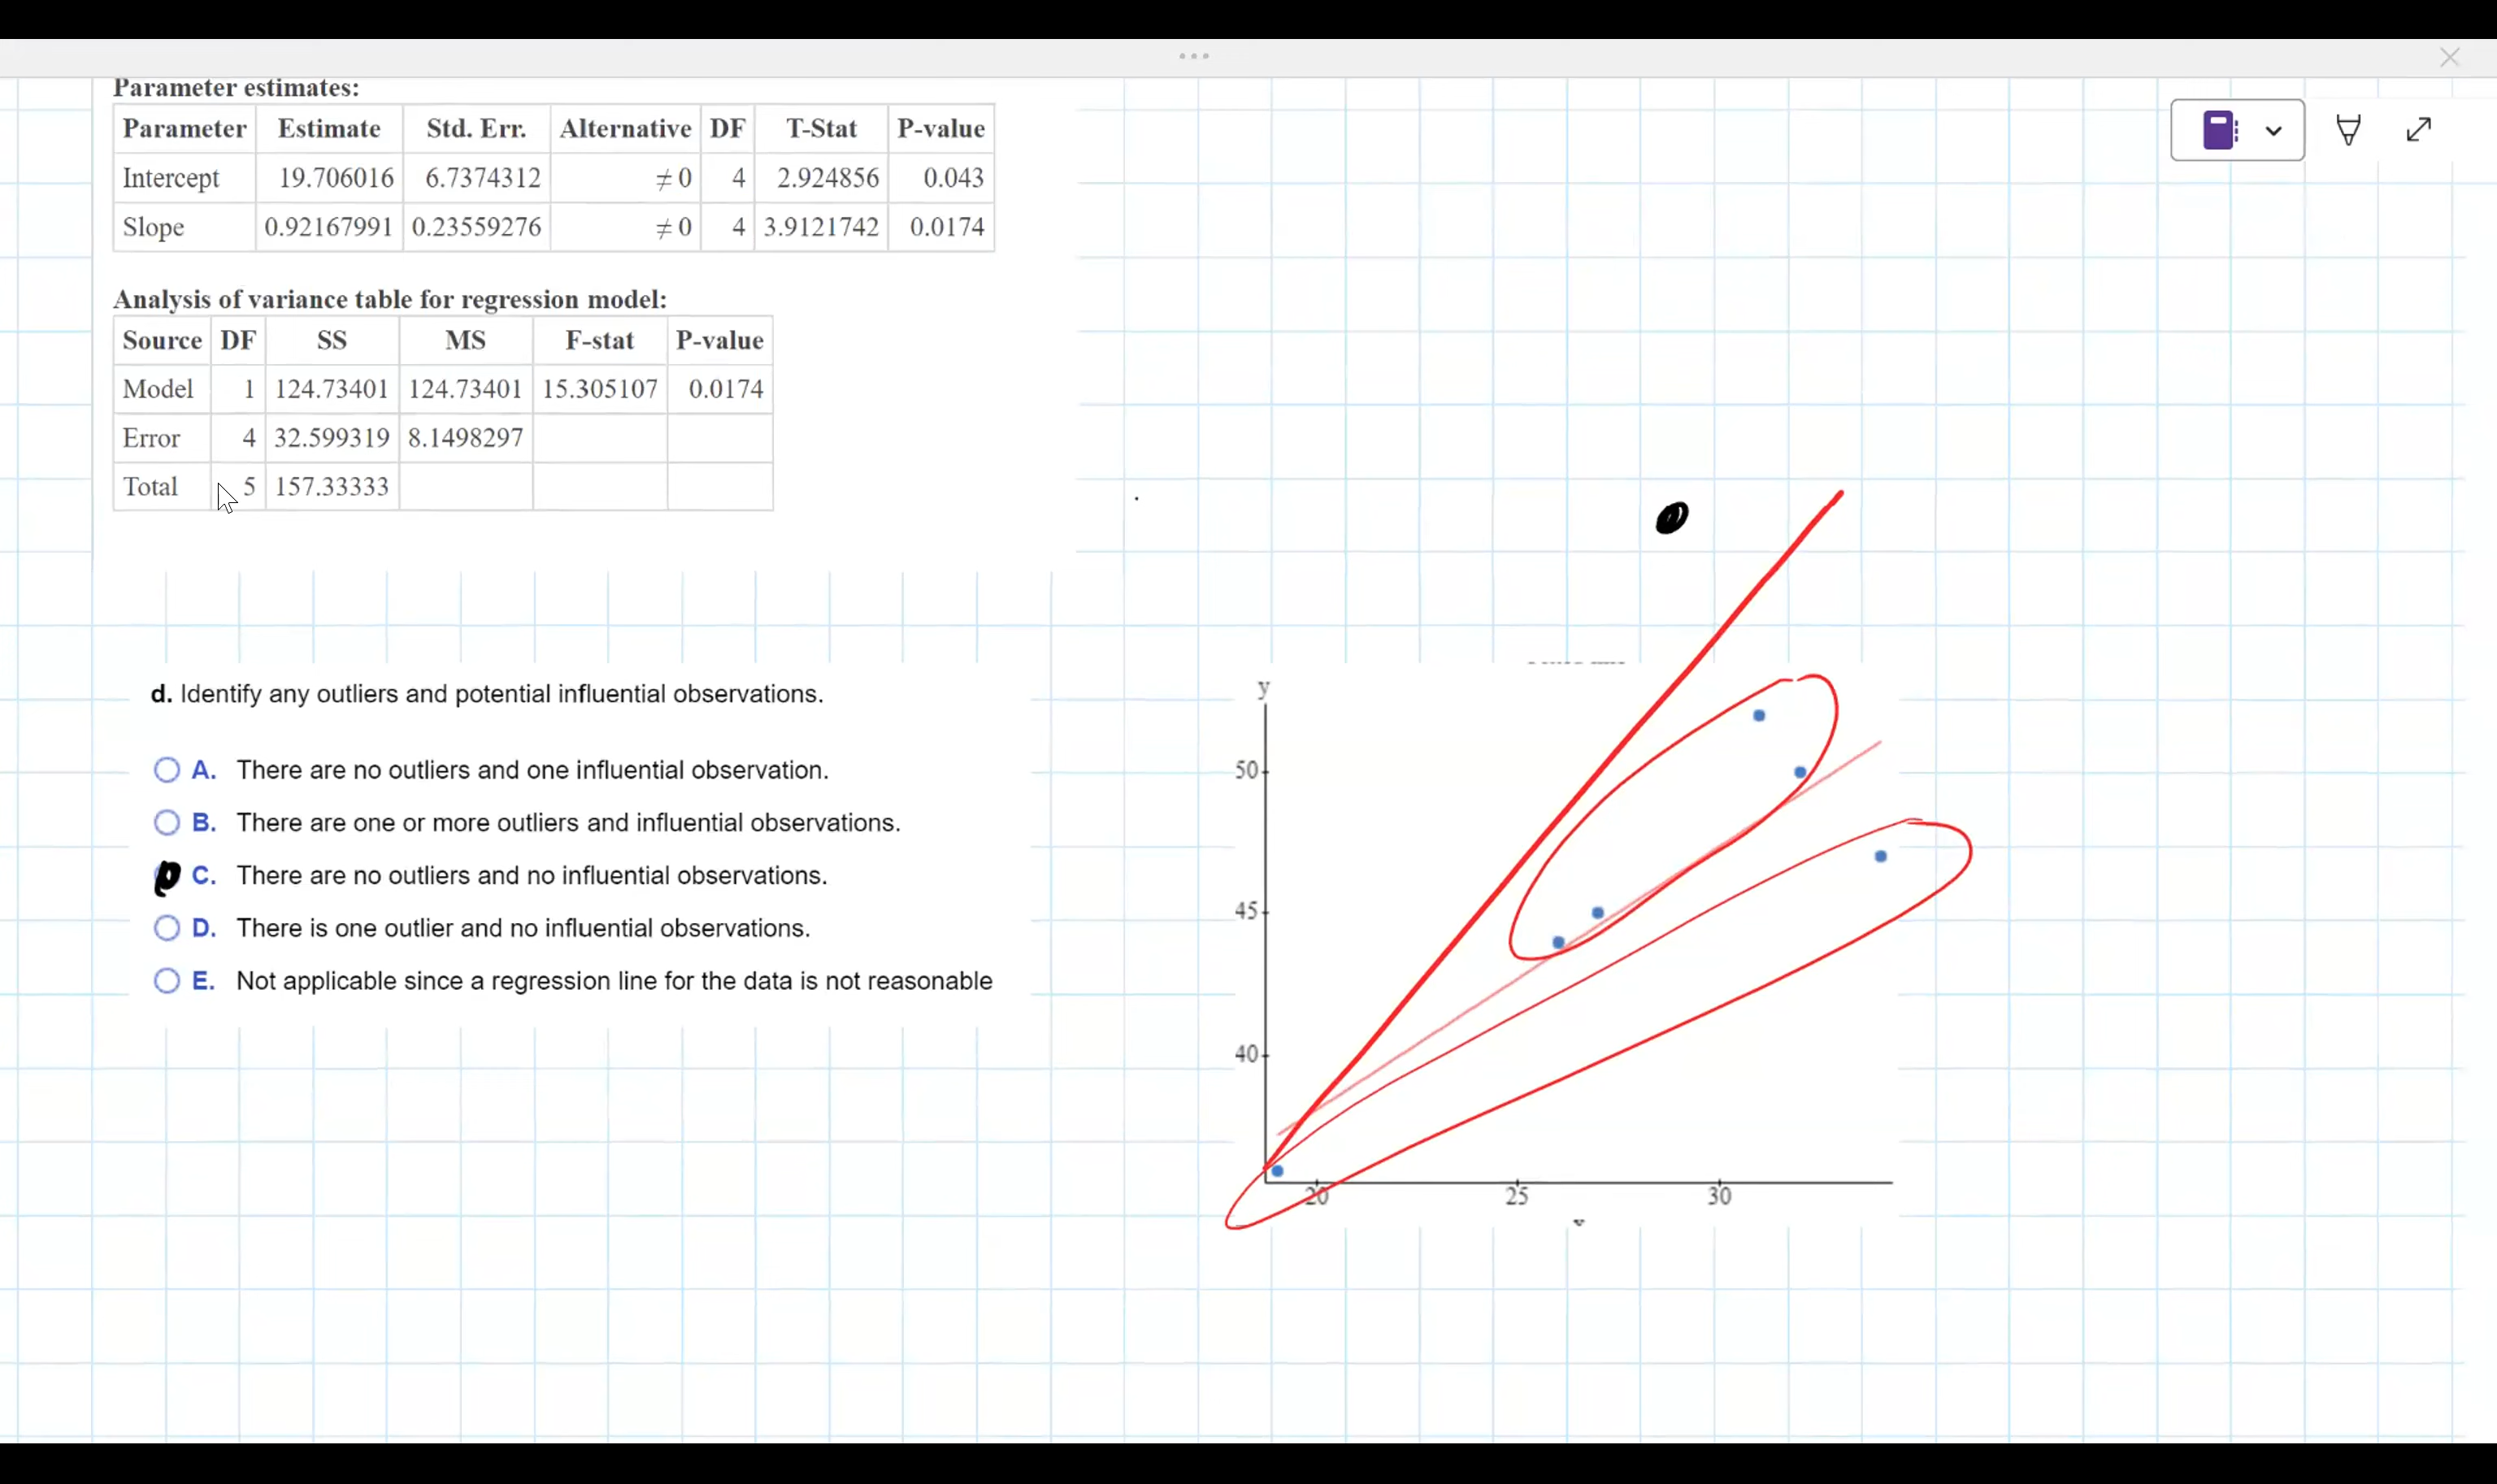 Parameter estimates:
Parameter Estimate Std. Err. Alternative DF T-Stat P-value
Intercept 19.706016 6.7374312 ≠ 0 4 2.924856 0.043
Slope 0.92167991 0.23559276 ≠ 0 4 3.9121742 0.0174
Analysis of variance table for regression model:
Source DF SS MS F-stat P-value
Model 1 124.73401 124.73401 15.305107 0.0174
Error 4 32.599319 8.1498297
Total 5 157.33333
d. Identify any outliers and potential influential observations.
A. There are no outliers and one influential observation.
B. There are one or more outliers and influential observations.
C. There are no outliers and no influential observations.
D. There is one outlier and no influential observations.
E. Not applicable since a regression line for the data is not reasonable
y
50
45
40
20 25 30